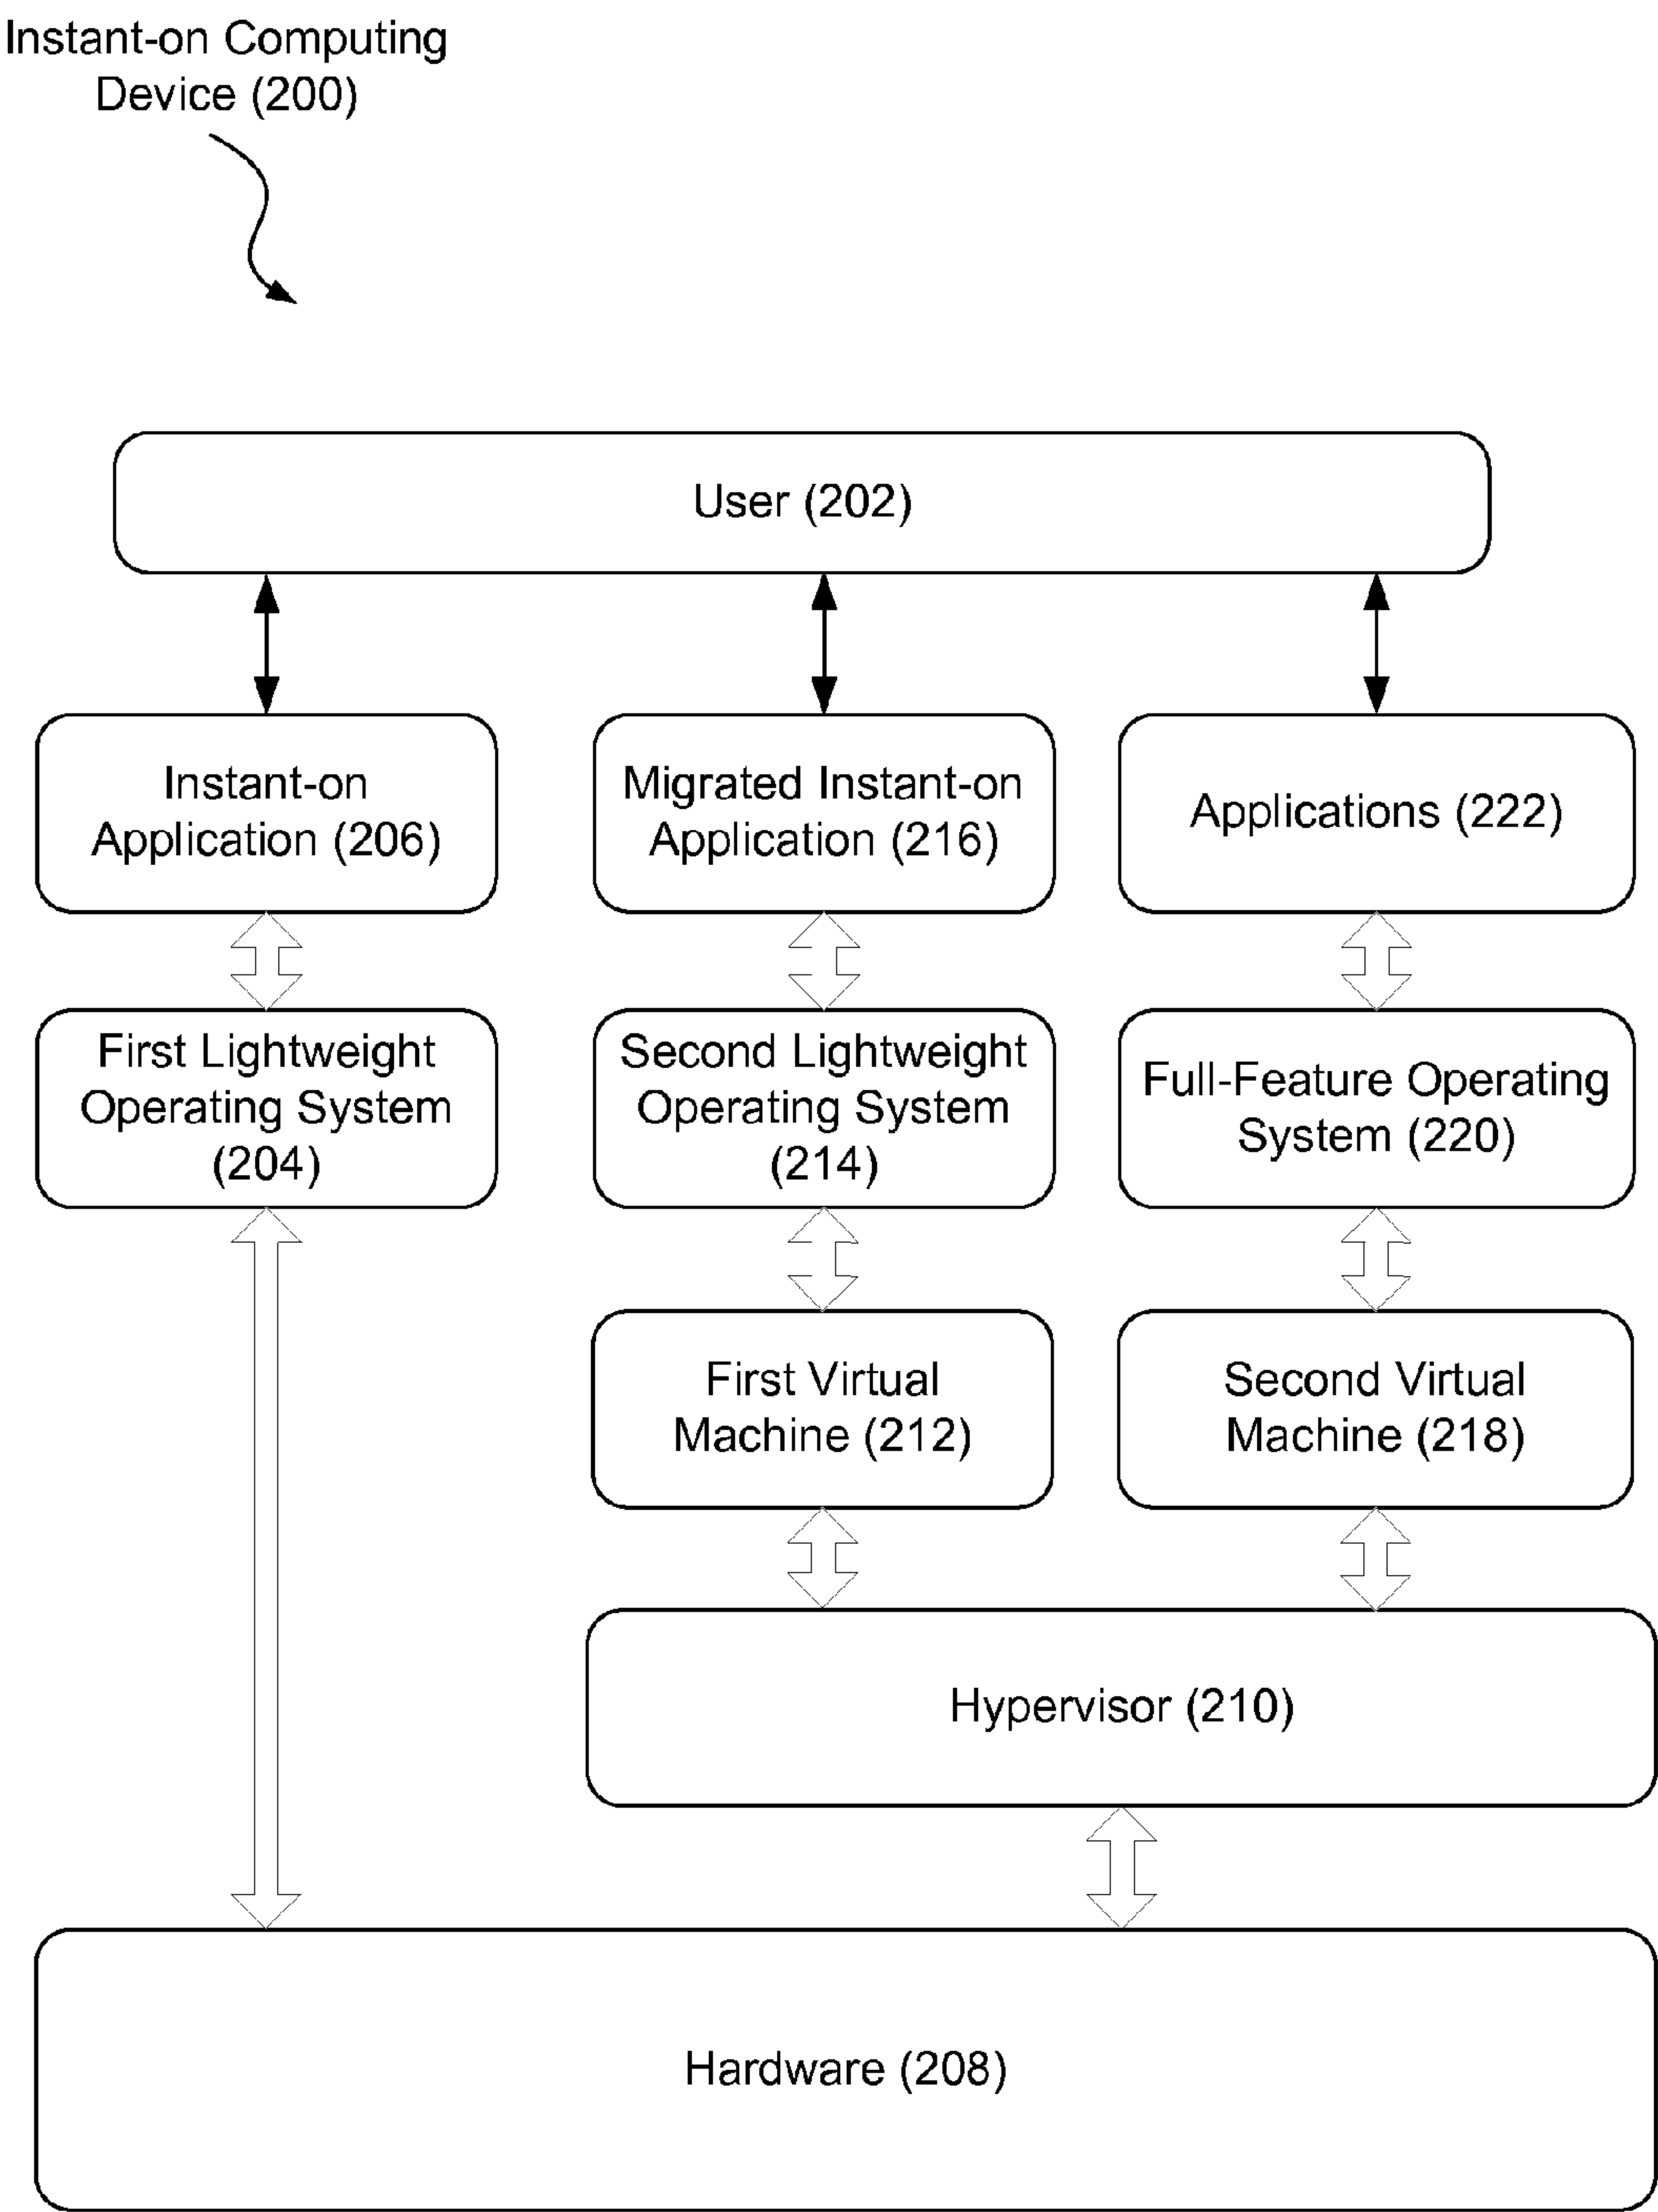 Instant-on Computing
Device (200)
User (202)
Instant-on
Application (206)
Migrated Instant-on
Application (216)
Applications (222)
First Lightweight
Operating System
(204)
Second Lightweight
Operating System
(214)
Full-Feature Operating
System (220)
First Virtual
Machine (212)
Second Virtual
Machine (218)
Hypervisor (210)
Hardware (208)